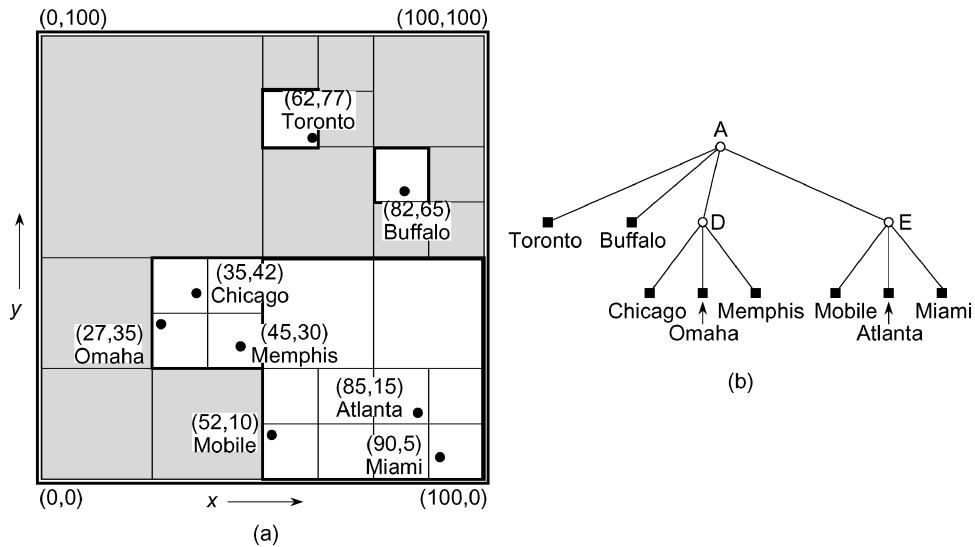 (0,100) (100,100)
(62,77)
Toronto
(82,65)
Buffalo
(35,42)
Chicago
(27,35)
Omaha
(45,30)
Memphis
(85,15)
Atlanta
(52,10)
Mobile
(90,5)
Miami
y
(0,0) x (100,0)
(a)
A
D E
Toronto Buffalo
Chicago Memphis Mobile Miami
Omaha Atlanta
(b)